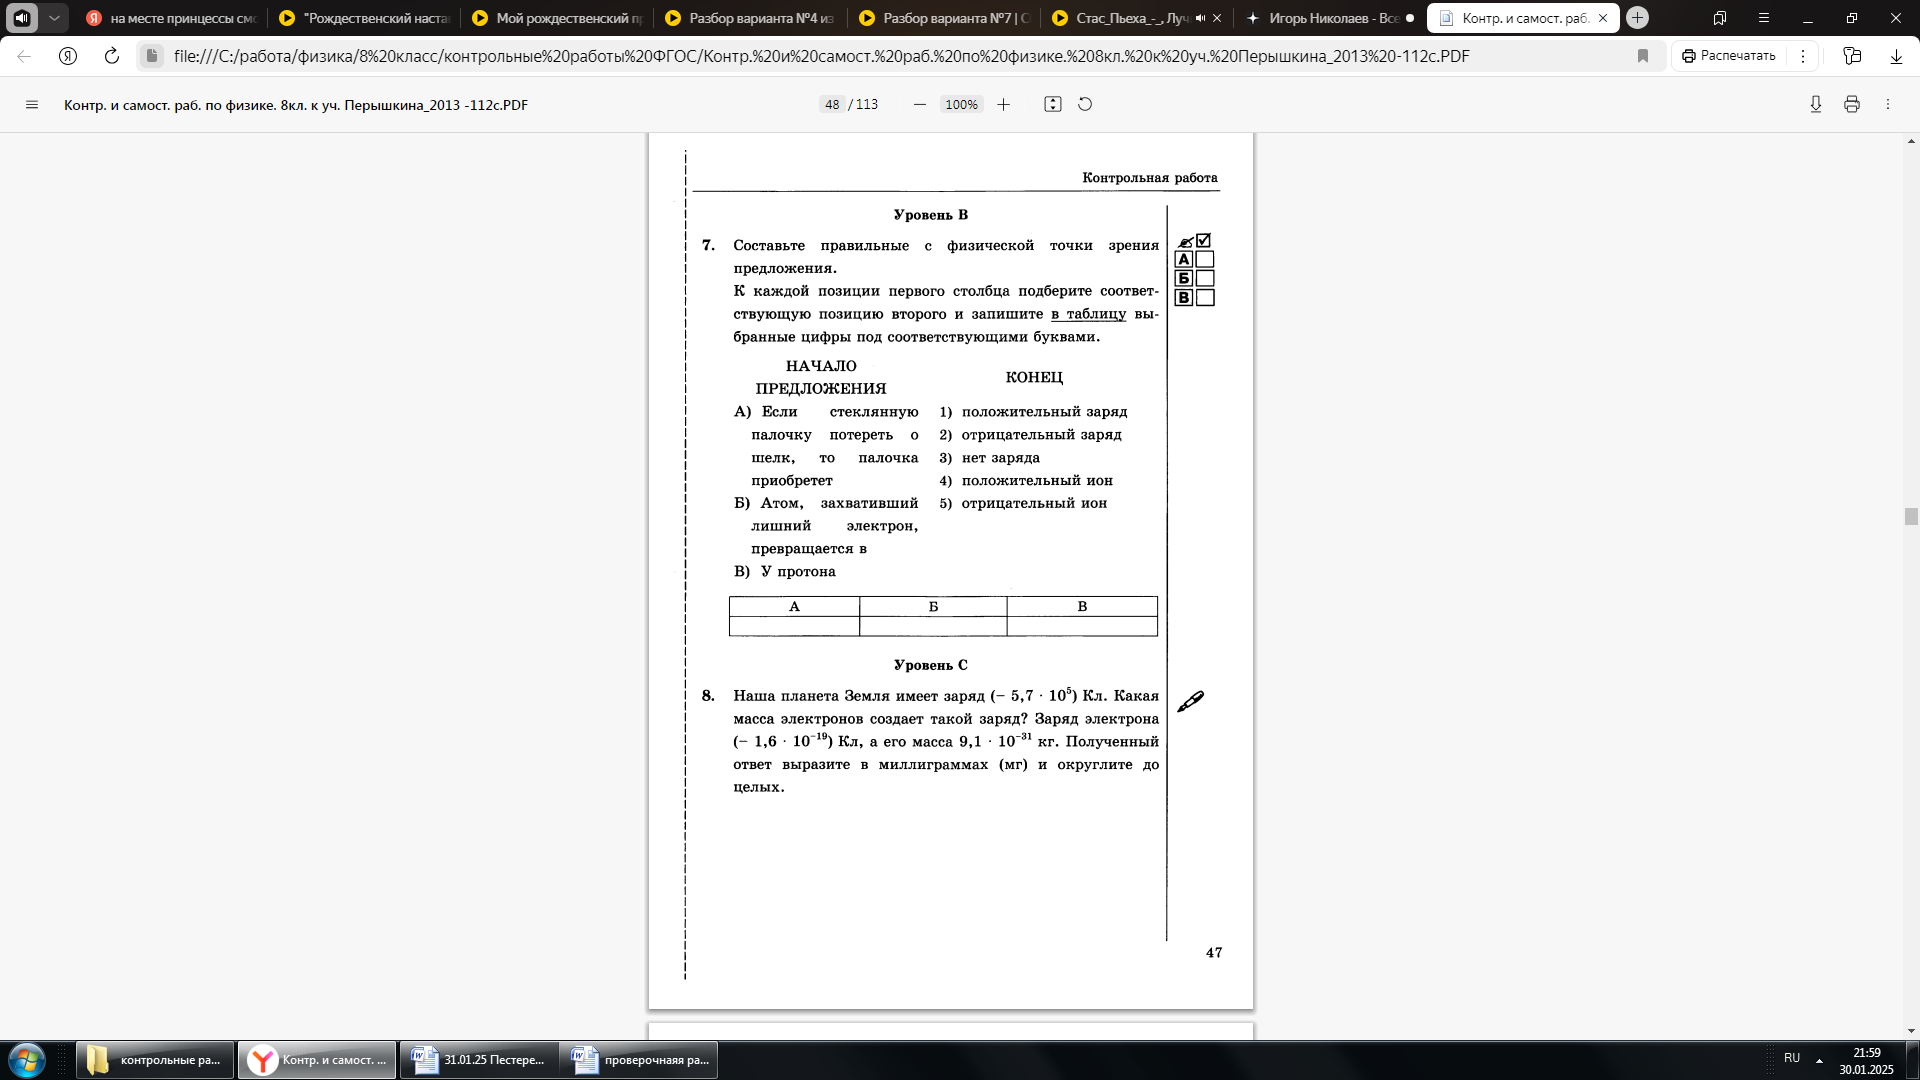 на месте принцессы смо
"Рождественский наста
Мой рождественский п
Разбор варианта №4 из
Разбор варианта №7 | О
Стас_Пьеха_-_, Луч
Игорь Николаев - Все
Контр. и самост. раб.
file:///C:/работа/физика/8%20класс/контрольные%20работы%20ФГОС/Контр.%20и%20самост.%20раб.%20по%20физике.%208кл.%20к%20уч.%20Перышкина_2013%20-112с.PDF
Распечатать
Контр. и самост. раб. по физике. 8кл. к уч. Перышкина_2013 -112с.PDF
48 / 113
100%
Контрольная работа
Уровень В
7. Составьте правильные с физической точки зрения
предложения.
К каждой позиции первого столбца подберите соответ-
ствующую позицию второго и запишите в таблицу вы-
бранные цифры под соответствующими буквами.
А
Б
В
НАЧАЛО
ПРЕДЛОЖЕНИЯ
А) Если стеклянную
палочку потереть о
шелк, то палочка
приобретет
Б) Атом, захвативший
лишний электрон,
превращается в
В) У протона
КОНЕЦ
1) положительный заряд
2) отрицательный заряд
3) нет заряда
4) положительный ион
5) отрицательный ион
А Б В
Уровень С
8. Наша планета Земля имеет заряд (– 5,7 · 10⁵) Кл. Какая
масса электронов создает такой заряд? Заряд электрона
(– 1,6 · 10⁻¹⁹) Кл, а его масса 9,1 · 10⁻³¹ кг. Полученный
ответ выразите в миллиграммах (мг) и округлите до
целых.
47
контрольные ра...
Контр. и самост. ...
31.01.25 Пестере...
проверочнаяя ра...
RU
21:59
30.01.2025